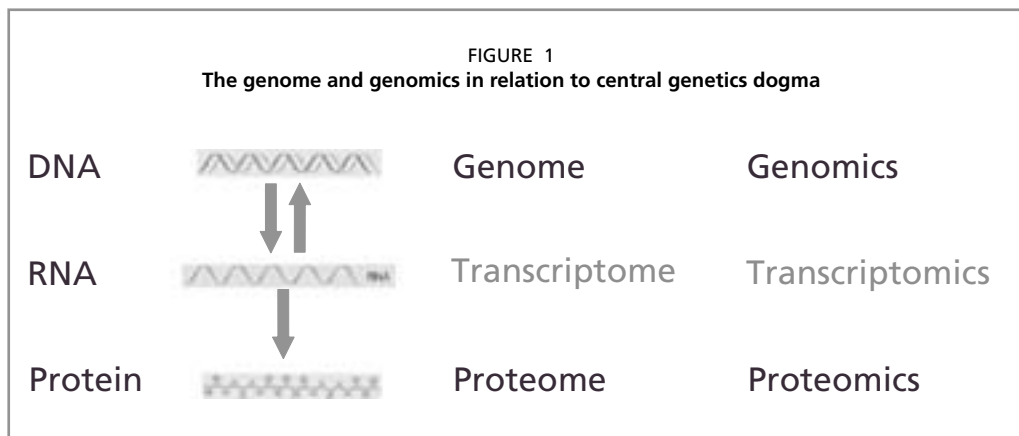 FIGURE 1
The genome and genomics in relation to central genetics dogma
DNA Genome Genomics
RNA Transcriptome Transcriptomics
Protein Proteome Proteomics